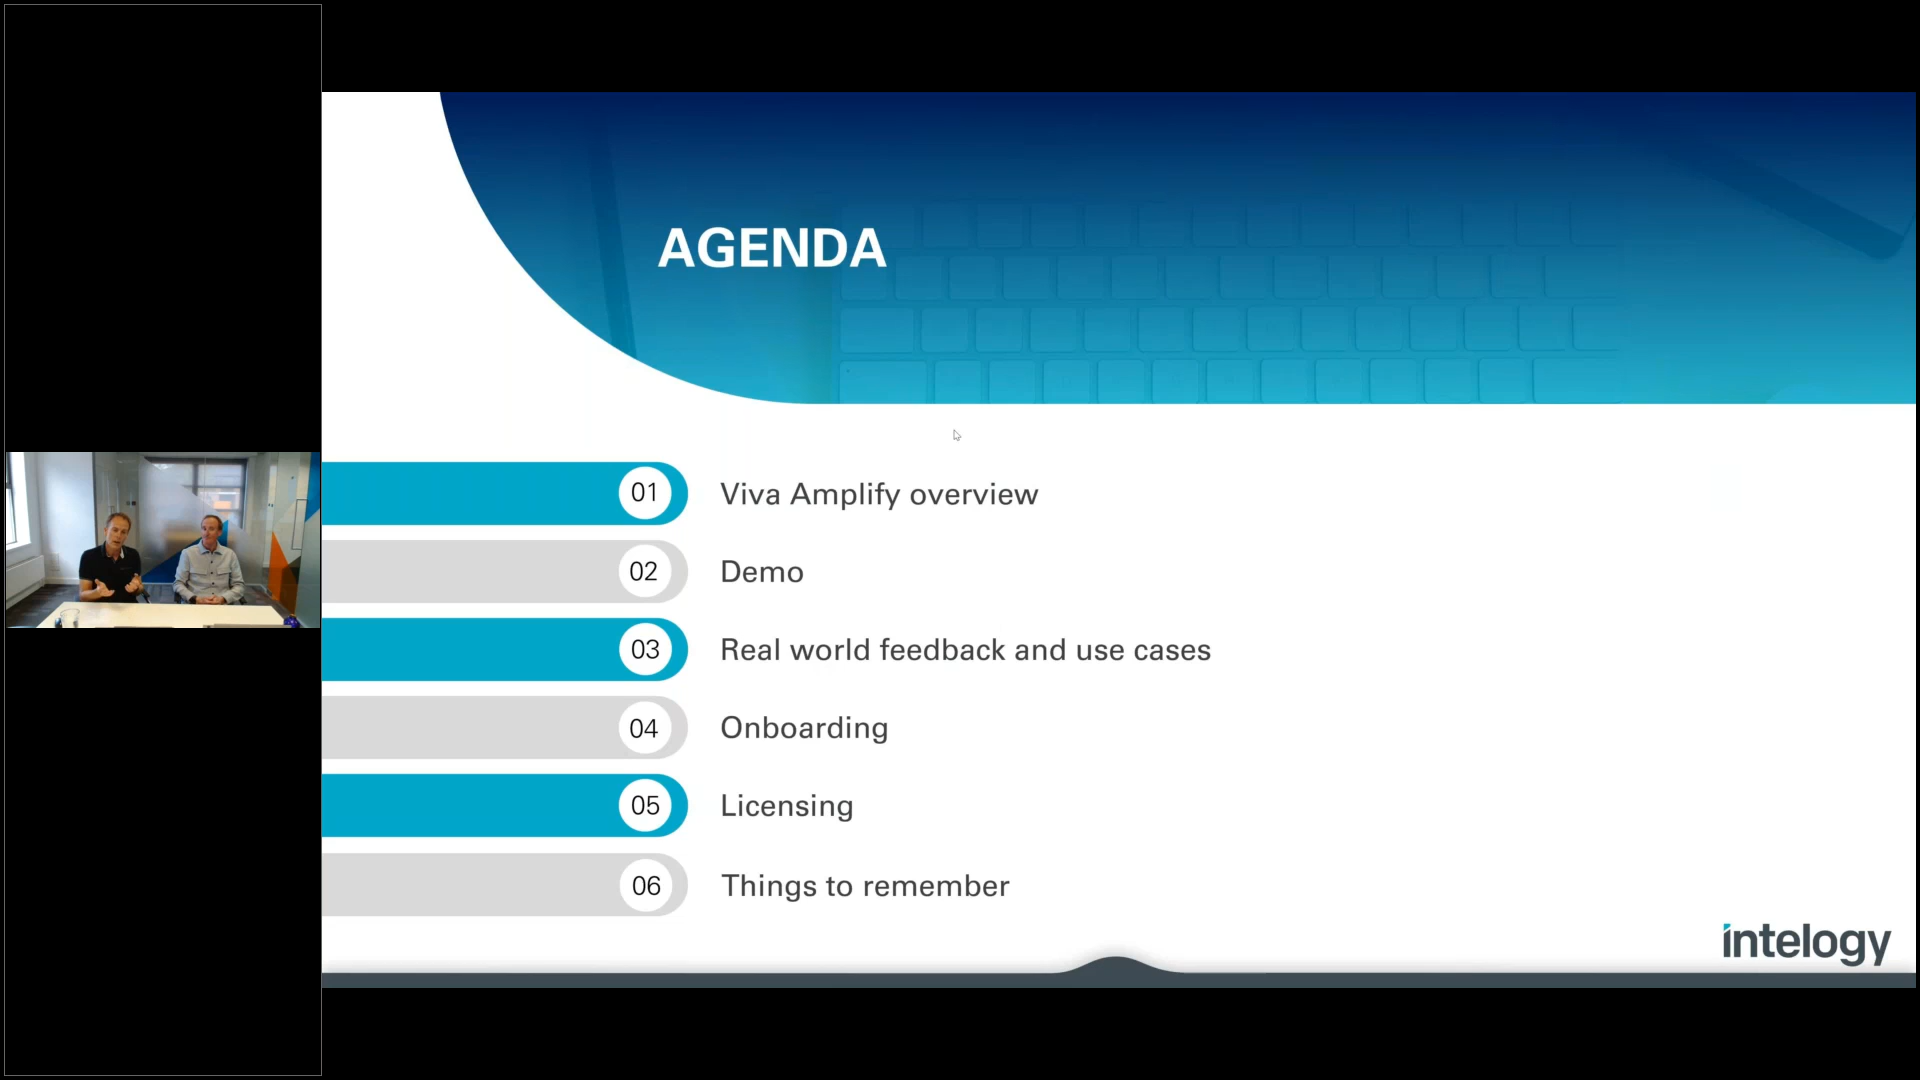 AGENDA
01 Viva Amplify overview
02 Demo
03 Real world feedback and use cases
04 Onboarding
05 Licensing
06 Things to remember
intelogy